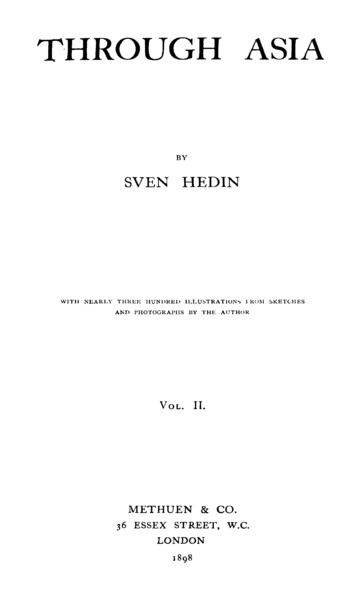 THROUGH ASIA
BY
SVEN HEDIN
WITH NEARLY THREE HUNDRED ILLUSTRATIONS FROM SKETCHES
AND PHOTOGRAPHS BY THE AUTHOR
VOL. II.
METHUEN & CO.
36 ESSEX STREET, W.C.
LONDON
1898